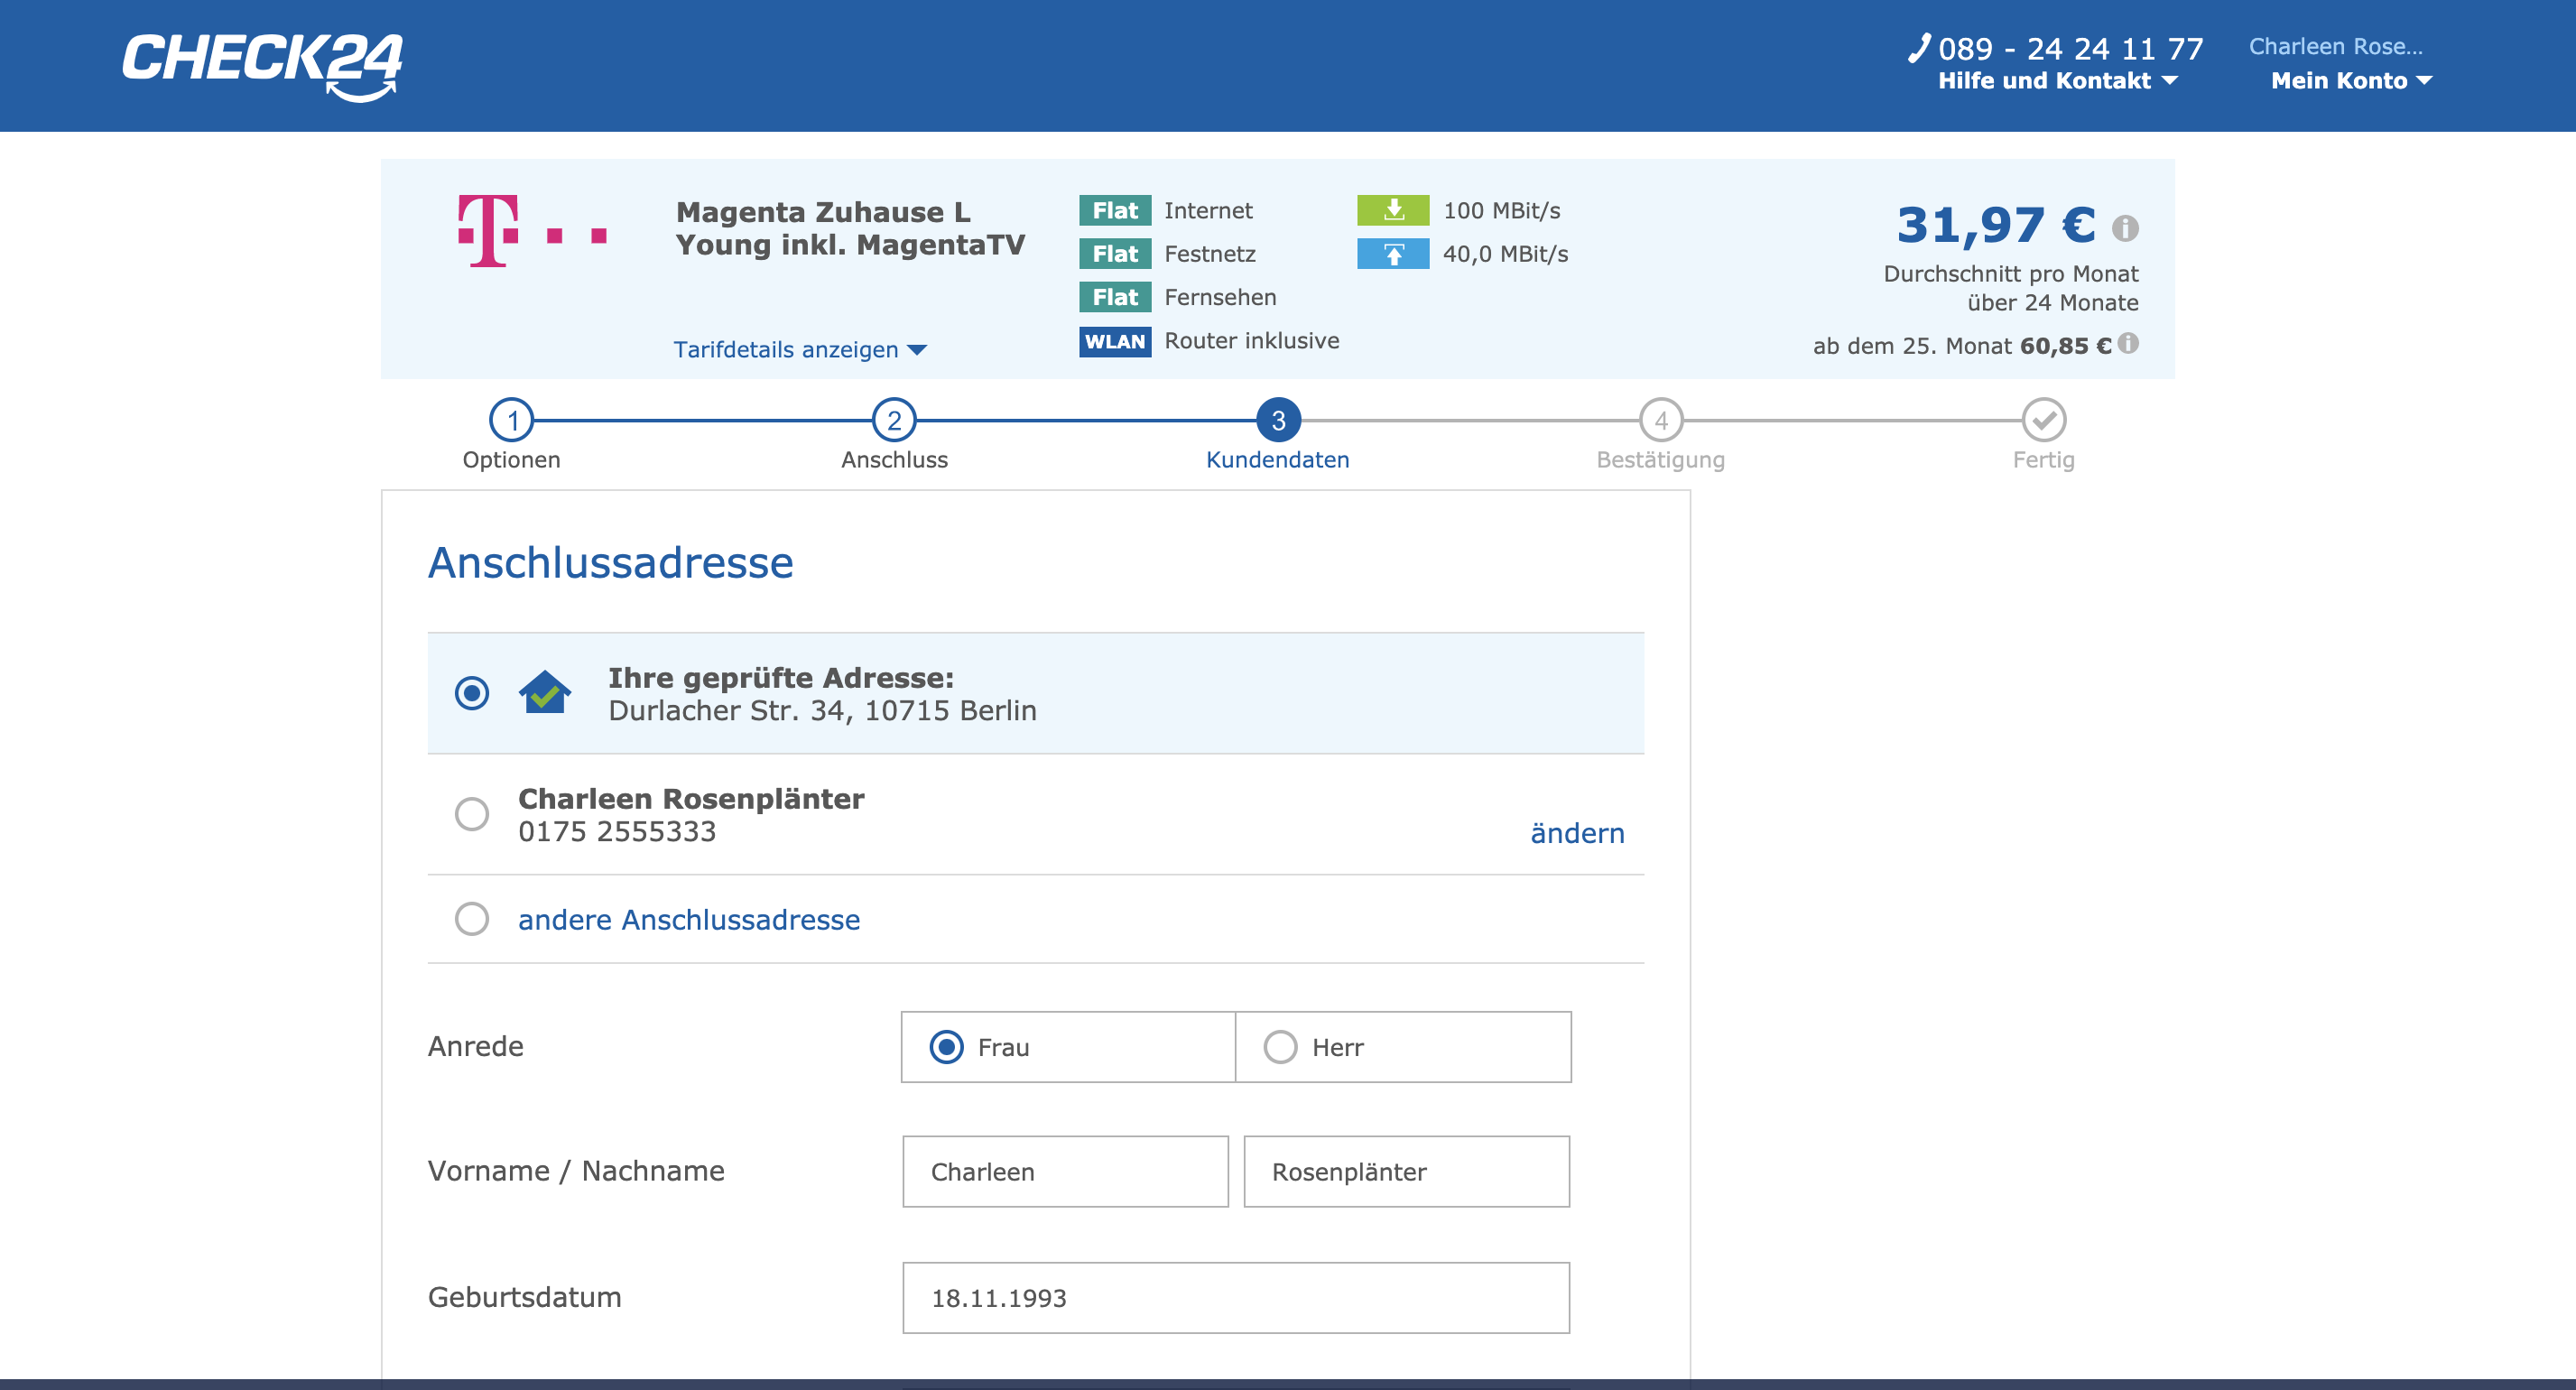 CHECK24
089 - 24 24 11 77
Hilfe und Kontakt
Charleen Rose...
Mein Konto
T
Magenta Zuhause L
Young inkl. MagentaTV
Tarifdetails anzeigen
Flat Internet
Flat Festnetz
Flat Fernsehen
WLAN Router inklusive
100 MBit/s
40,0 MBit/s
31,97 €
Durchschnitt pro Monat
über 24 Monate
ab dem 25. Monat 60,85 €
1
Optionen
2
Anschluss
3
Kundendaten
4
Bestätigung
Fertig
Anschlussadresse
Ihre geprüfte Adresse:
Durlacher Str. 34, 10715 Berlin
Charleen Rosenplänter
0175 2555333
ändern
andere Anschlussadresse
Anrede
Frau
Herr
Vorname / Nachname
Charleen
Rosenplänter
Geburtsdatum
18.11.1993